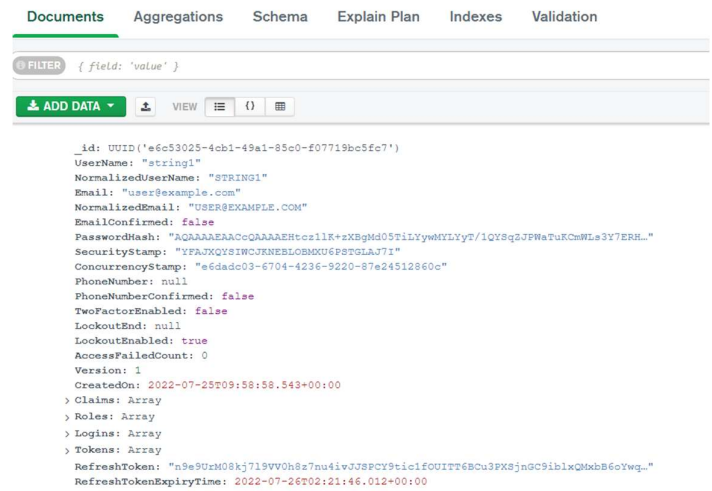 Documents Aggregations Schema Explain Plan Indexes Validation
FILTER { field: 'value' }
ADD DATA VIEW {}
_id: UUID('e6c53025-4cb1-49a1-85c0-f07719bc5fc7')
UserName: "string1"
NormalizedUserName: "STRING1"
Email: "user@example.com"
NormalizedEmail: "USER@EXAMPLE.COM"
EmailConfirmed: false
PasswordHash: "AQAAAAEAACcQAAAAEHtcz1lK+zXBgMd05TiLYywMYLYyT/1QYSqZJPWaTuKCmWLs3Y7ERH…"
SecurityStamp: "YFAJXQYSIWCJKNEBLOBMXU6PSTGLAJ7I"
ConcurrencyStamp: "e6dadc03-6704-4236-9220-87e24512860c"
PhoneNumber: null
PhoneNumberConfirmed: false
TwoFactorEnabled: false
LockoutEnd: null
LockoutEnabled: true
AccessFailedCount: 0
Version: 1
CreatedOn: 2022-07-25T09:58:58.543+00:00
> Claims: Array
> Roles: Array
> Logins: Array
> Tokens: Array
RefreshToken: "n9e9UrM08kj7l9VV0h8z7nu4ivJJSPCY9tic1fOUITT6BCu3PXSjnGC9iblxQMxbB6oYwq…"
RefreshTokenExpiryTime: 2022-07-26T02:21:46.012+00:00